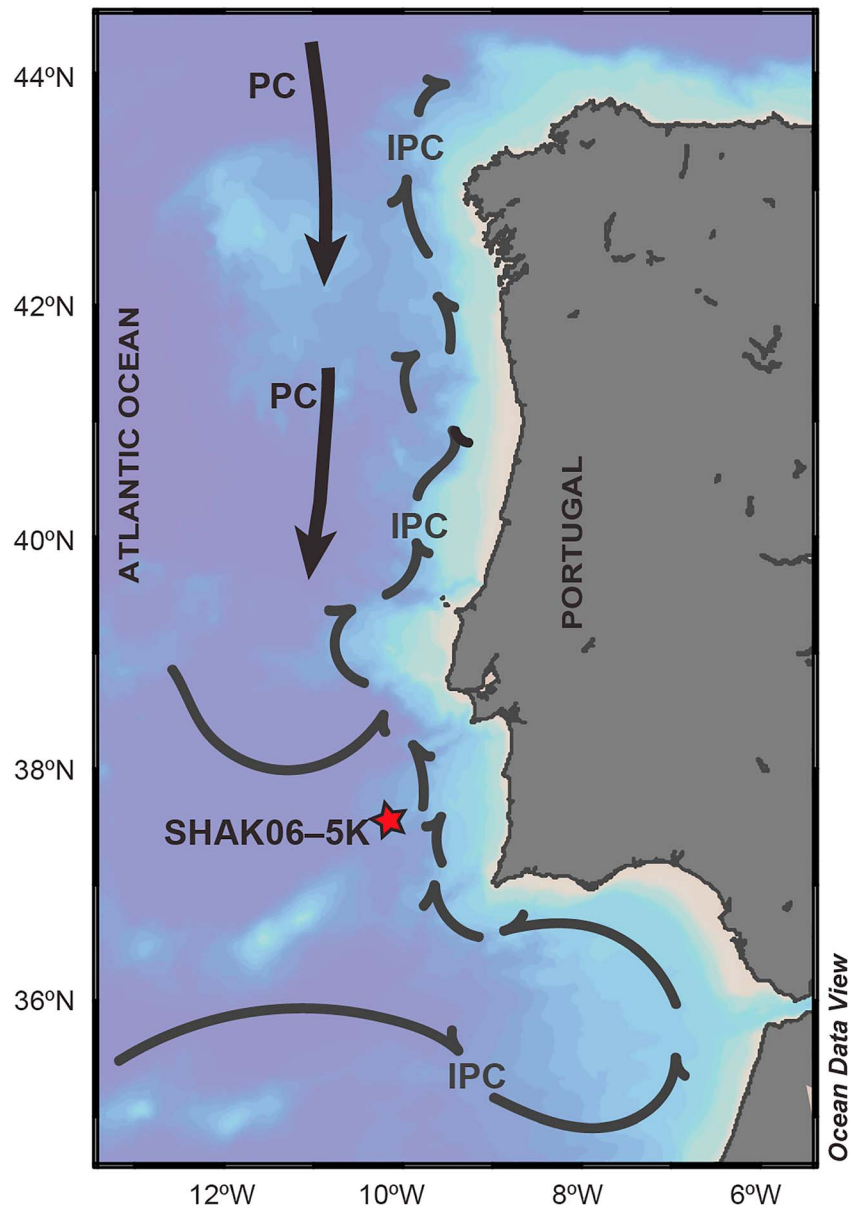 44ºN
PC
IPC
42ºN
PC
ATLANTIC OCEAN
IPC
40ºN
PORTUGAL
38ºN
SHAK06–5K
36ºN
IPC
Ocean Data View
12ºW
10ºW
8ºW
6ºW